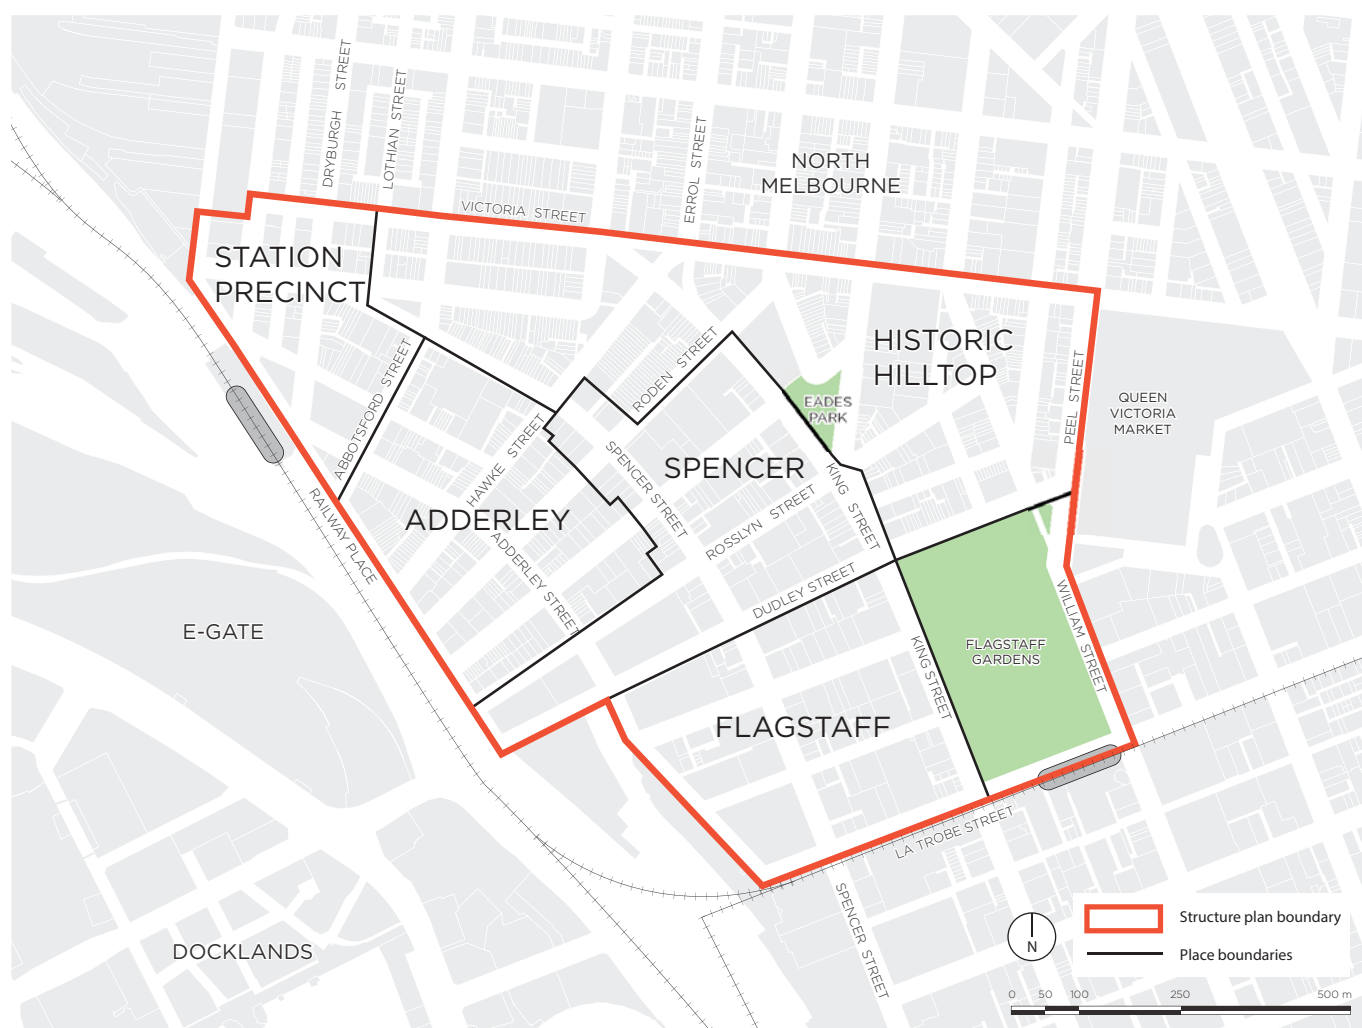 DRYBURGH STREET
LOTHIAN STREET
ERROL STREET
NORTH
MELBOURNE
VICTORIA STREET
STATION
PRECINCT
HISTORIC
HILLTOP
RODEN STREET
ABBOTSFORD STREET
PEEL STREET
EADES
PARK
QUEEN
VICTORIA
MARKET
HAWKE STREET
SPENCER STREET
SPENCER
KING STREET
ROSSLYN STREET
ADDERLEY
RAILWAY PLACE
ADDERLEY STREET
DUDLEY STREET
E-GATE
WILLIAM STREET
FLAGSTAFF
GARDENS
KING STREET
FLAGSTAFF
LA TROBE STREET
SPENCER STREET
DOCKLANDS
N
Structure plan boundary
Place boundaries
0 50 100 250 500 m